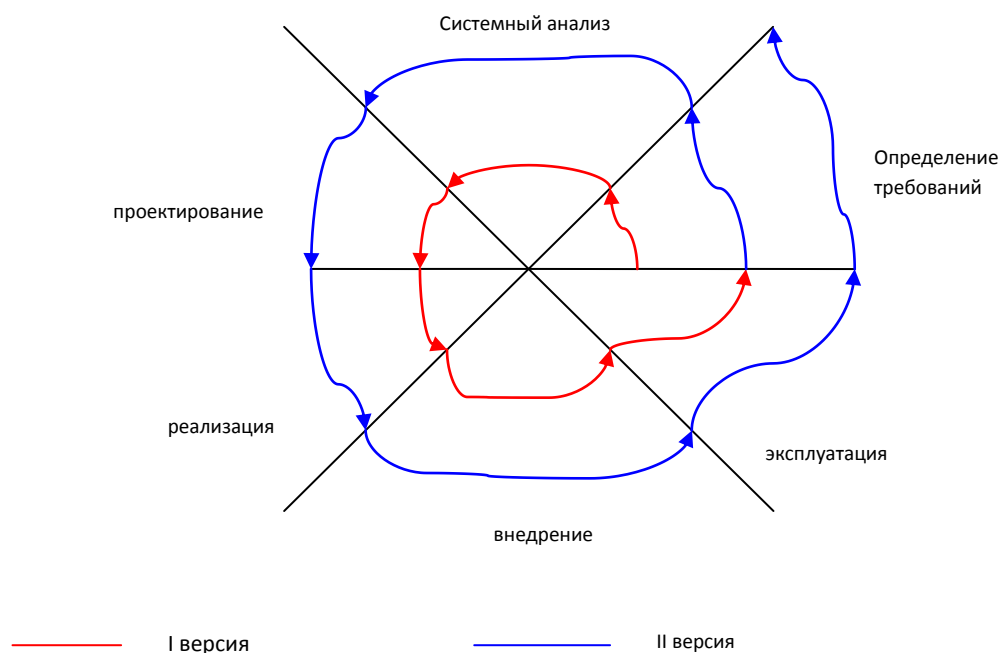 Системный анализ
Определение
требований
проектирование
реализация
эксплуатация
внедрение
I версия
II версия